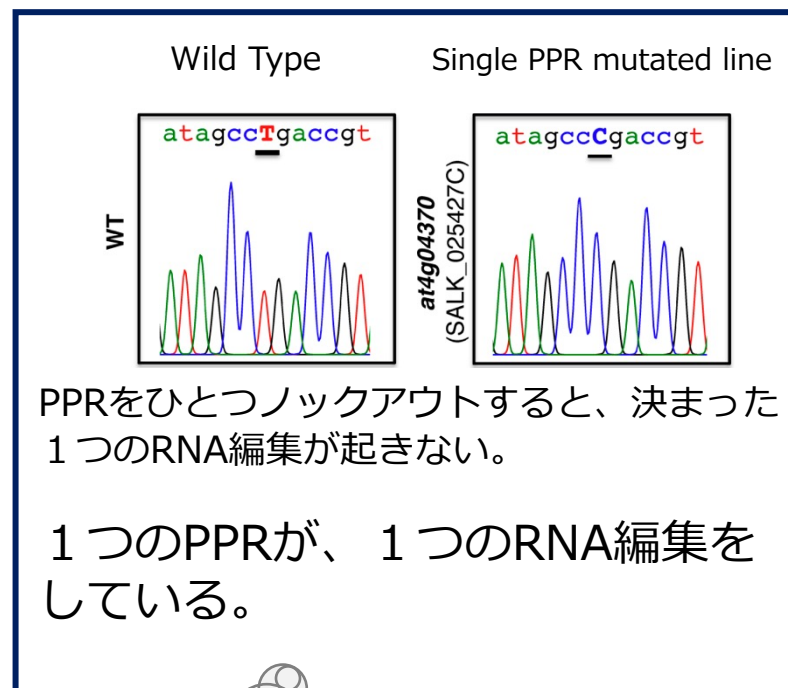 Wild Type
Single PPR mutated line
atagccTgaccgt
atagccCgaccgt
WT
at4g04370
(SALK_025427C)
PPRをひとつノックアウトすると、決まった
１つのRNA編集が起きない。
１つのPPRが、１つのRNA編集を
している。